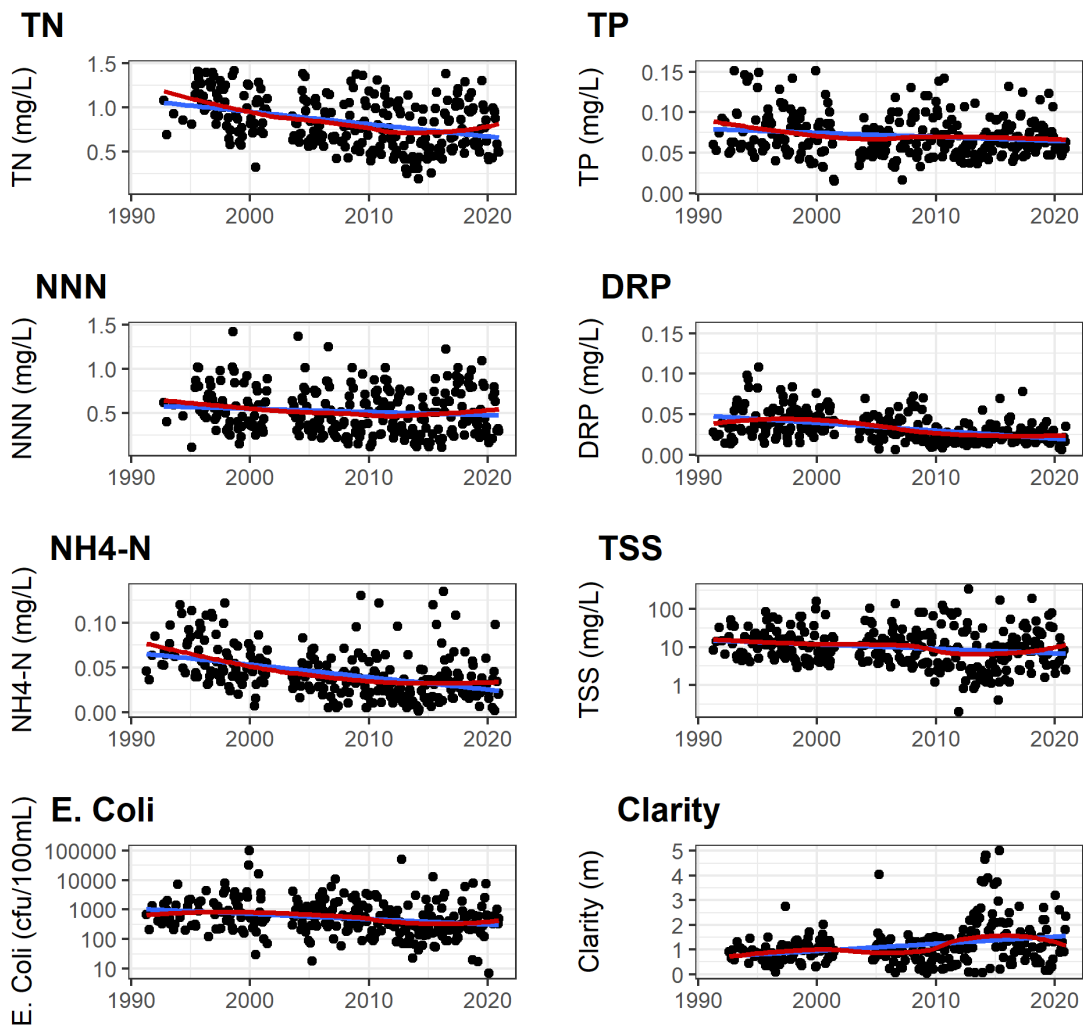 TN
TN (mg/L)
1.5
1.0
0.5
1990 2000 2010 2020
TP
TP (mg/L)
0.15
0.10
0.05
0.00
1990 2000 2010 2020
NNN
NNN (mg/L)
1.5
1.0
0.5
1990 2000 2010 2020
DRP
DRP (mg/L)
0.15
0.10
0.05
0.00
1990 2000 2010 2020
NH4-N
NH4-N (mg/L)
0.10
0.05
0.00
1990 2000 2010 2020
TSS
TSS (mg/L)
100
10
1
1990 2000 2010 2020
E. Coli
E. Coli (cfu/100mL)
100000
10000
1000
100
10
1990 2000 2010 2020
Clarity
Clarity (m)
5
4
3
2
1
0
1990 2000 2010 2020